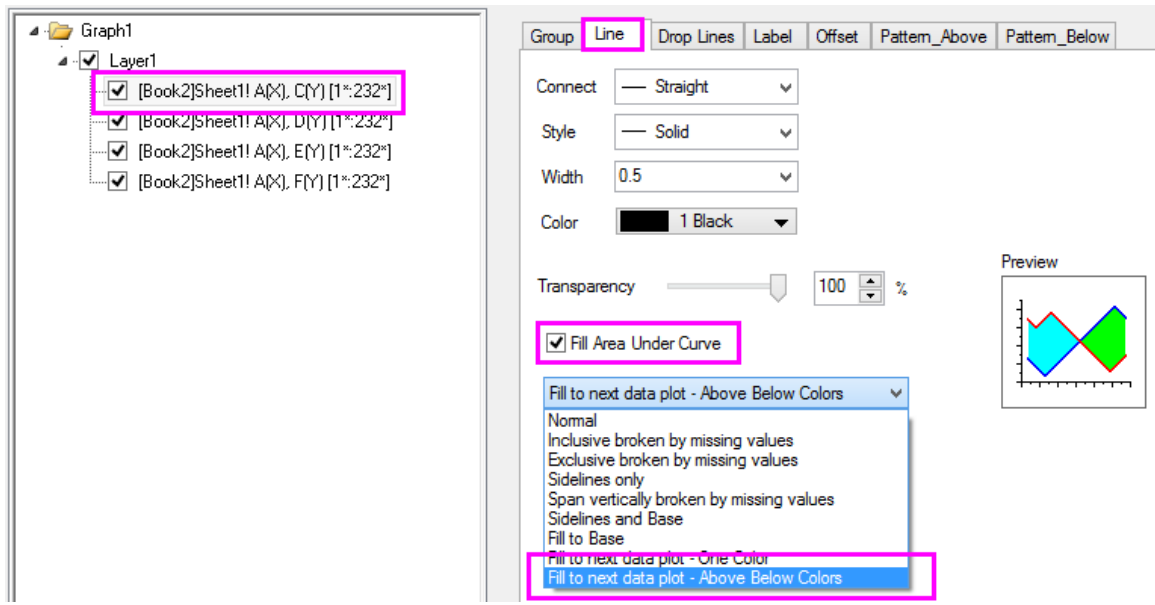 Graph1
Layer1
[Book2]Sheet1! A(X), C(Y) [1*:232*]
[Book2]Sheet1! A(X), D(Y) [1*:232*]
[Book2]Sheet1! A(X), E(Y) [1*:232*]
[Book2]Sheet1! A(X), F(Y) [1*:232*]
Group Line Drop Lines Label Offset Pattern_Above Pattern_Below
Connect Straight
Style Solid
Width 0.5
Color 1 Black
Transparency 100 %
Preview
Fill Area Under Curve
Fill to next data plot - Above Below Colors
Normal
Inclusive broken by missing values
Exclusive broken by missing values
Sidelines only
Span vertically broken by missing values
Sidelines and Base
Fill to Base
Fill to next data plot - One Color
Fill to next data plot - Above Below Colors